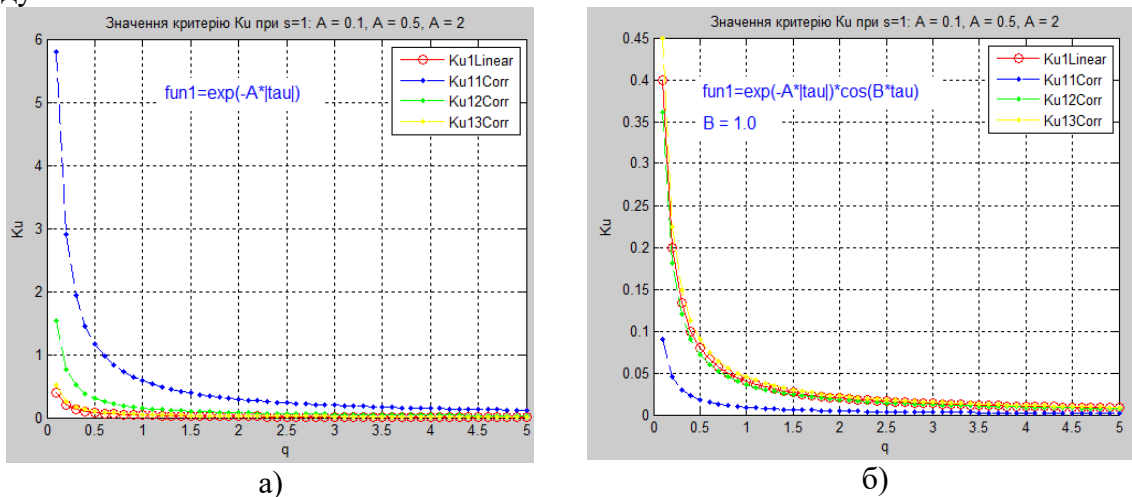 ду
Значення критерію Ku при s=1: A = 0.1, A = 0.5, A = 2
6
5
4
3
2
1
0
Ku
fun1=exp(-A*|tau|)
Ku1Linear
Ku11Corr
Ku12Corr
Ku13Corr
0 0.5 1 1.5 2 2.5 3 3.5 4 4.5 5
q
а)
Значення критерію Ku при s=1: A = 0.1, A = 0.5, A = 2
0.45
0.4
0.35
0.3
0.25
0.2
0.15
0.1
0.05
0
Ku
fun1=exp(-A*|tau|)*cos(B*tau)
B = 1.0
Ku1Linear
Ku11Corr
Ku12Corr
Ku13Corr
0 0.5 1 1.5 2 2.5 3 3.5 4 4.5 5
q
б)